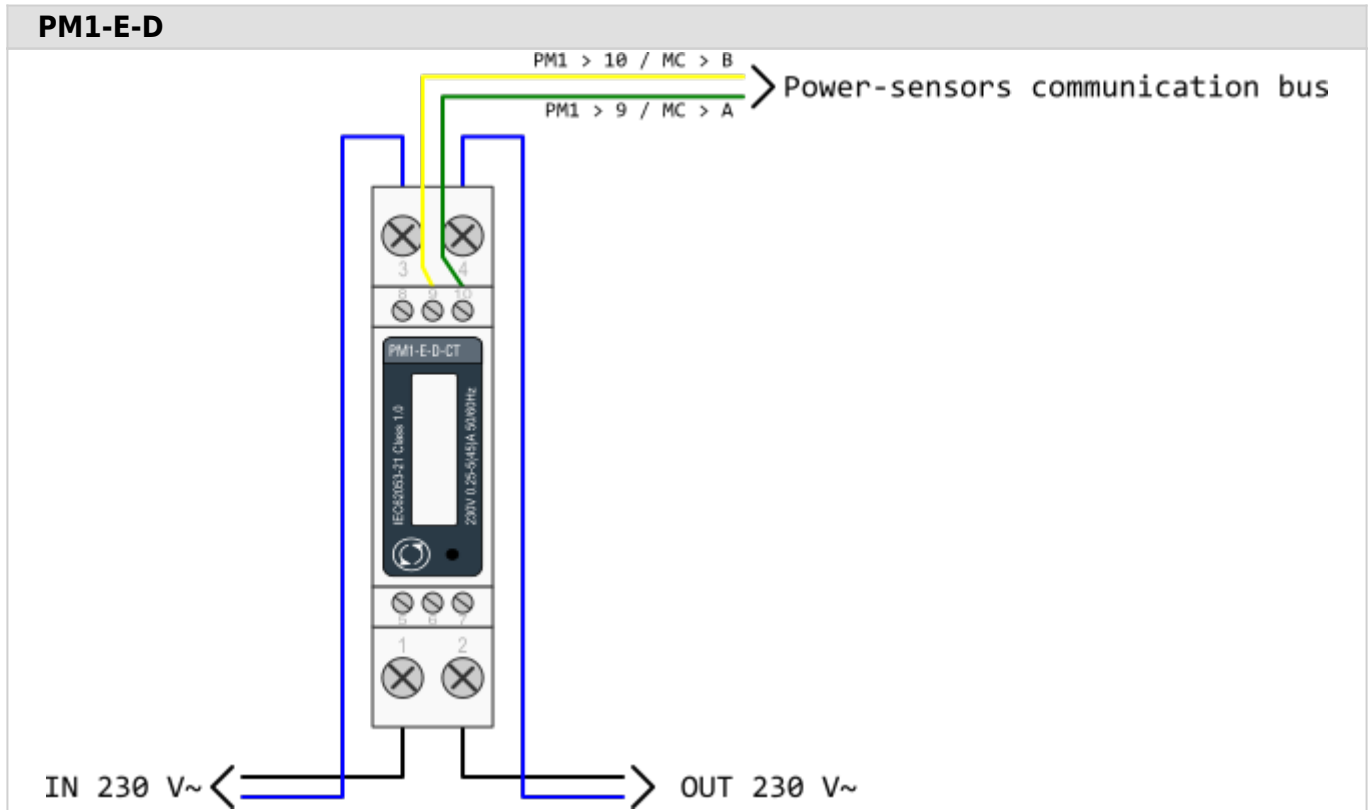 PM1-E-D
PM1 > 10 / MC > B
Power-sensors communication bus
PM1 > 9 / MC > A
3 4
8 9 10
PM1-E-D-CT
IEC62053-21 Class 1.0
230V 0.25-5(45)A 50/60Hz
5 6 7
1 2
IN 230 V~
OUT 230 V~